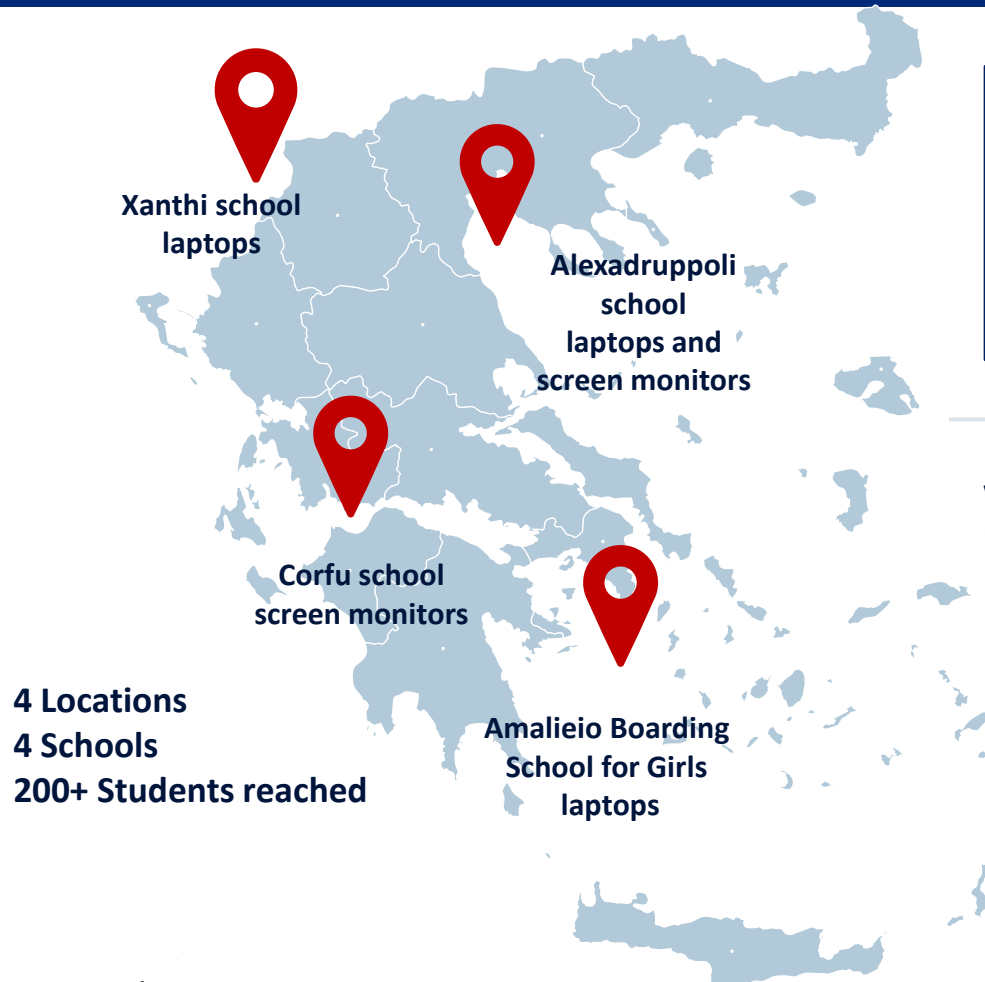 Xanthi school
laptops
Alexadruppoli
school
laptops and
screen monitors
Corfu school
screen monitors
4 Locations
4 Schools
200+ Students reached
Amalieio Boarding
School for Girls
laptops